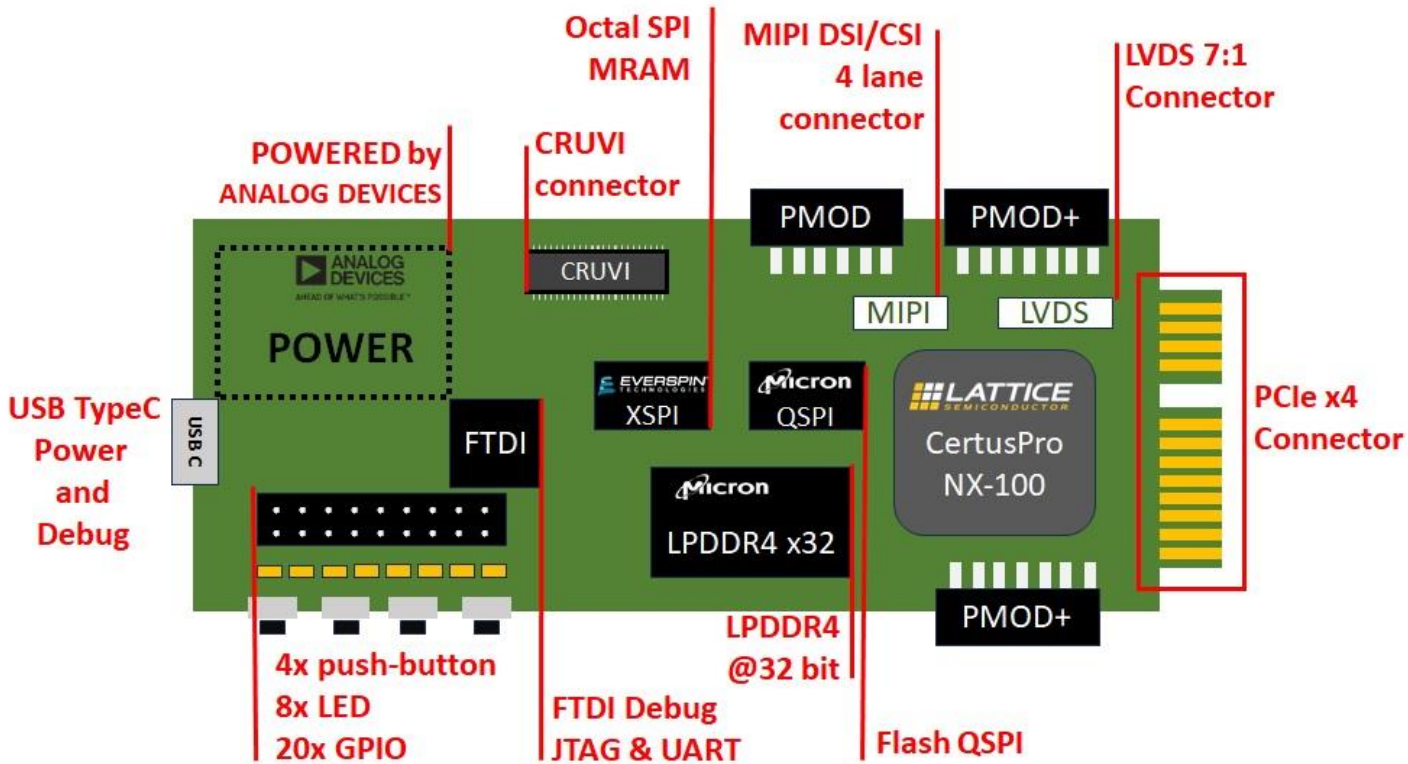 Octal SPI
MRAM
MIPI DSI/CSI
4 lane
connector
LVDS 7:1
Connector
POWERED by
ANALOG DEVICES
CRUVI
connector
PMOD
PMOD+
ANALOG
DEVICES
AHEAD OF WHAT'S POSSIBLE™
POWER
CRUVI
MIPI
LVDS
EVERSPIN
TECHNOLOGIES
XSPI
Micron
QSPI
LATTICE
SEMICONDUCTOR
CertusPro
NX-100
PCIe x4
Connector
USB TypeC
Power
and
Debug
USB C
FTDI
Micron
LPDDR4 x32
PMOD+
LPDDR4
@32 bit
4x push-button
8x LED
20x GPIO
FTDI Debug
JTAG & UART
Flash QSPI